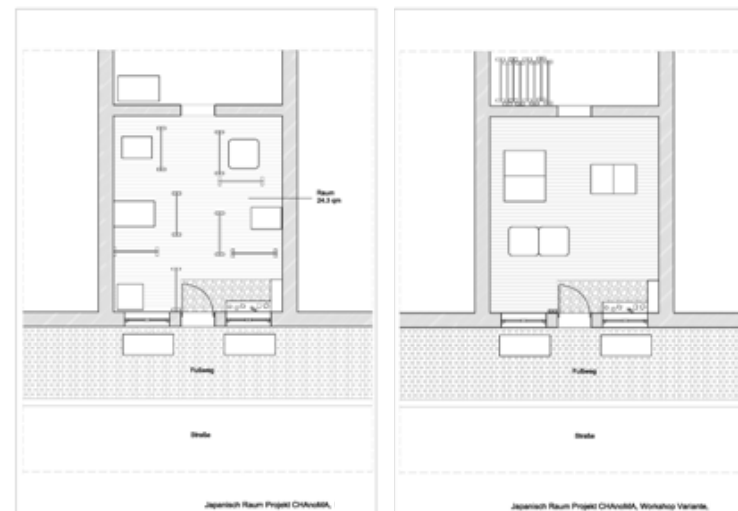 Raum
24,3 qm
Fußweg
Straße
Japanisch Raum Projekt CHAnoMA,
Fußweg
Straße
Japanisch Raum Projekt CHAnoMA, Workshop Variante,